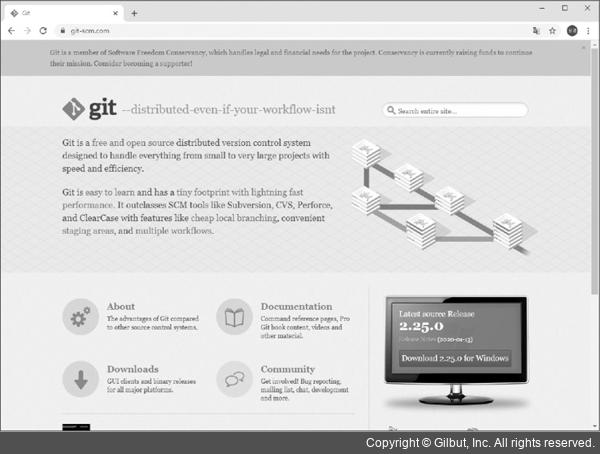 Git
git-scm.com
Git is a member of Software Freedom Conservancy, which handles legal and financial needs for the project. Conservancy is currently raising funds to continue
their mission. Consider becoming a supporter!
git --distributed-even-if-your-workflow-isnt
Search entire site...
Git is a free and open source distributed version control system
designed to handle everything from small to very large projects with
speed and efficiency.
Git is easy to learn and has a tiny footprint with lightning fast
performance. It outclasses SCM tools like Subversion, CVS, Perforce,
and ClearCase with features like cheap local branching, convenient
staging areas, and multiple workflows.
About
The advantages of Git compared
to other source control systems.
Documentation
Command reference pages, Pro
Git book content, videos and
other material.
Downloads
GUI clients and binary releases
for all major platforms.
Community
Get involved! Bug reporting,
mailing list, chat, development
and more.
Latest source Release
2.25.0
Release Notes (2020-01-13)
Download 2.25.0 for Windows
Copyright © Gilbut, Inc. All rights reserved.